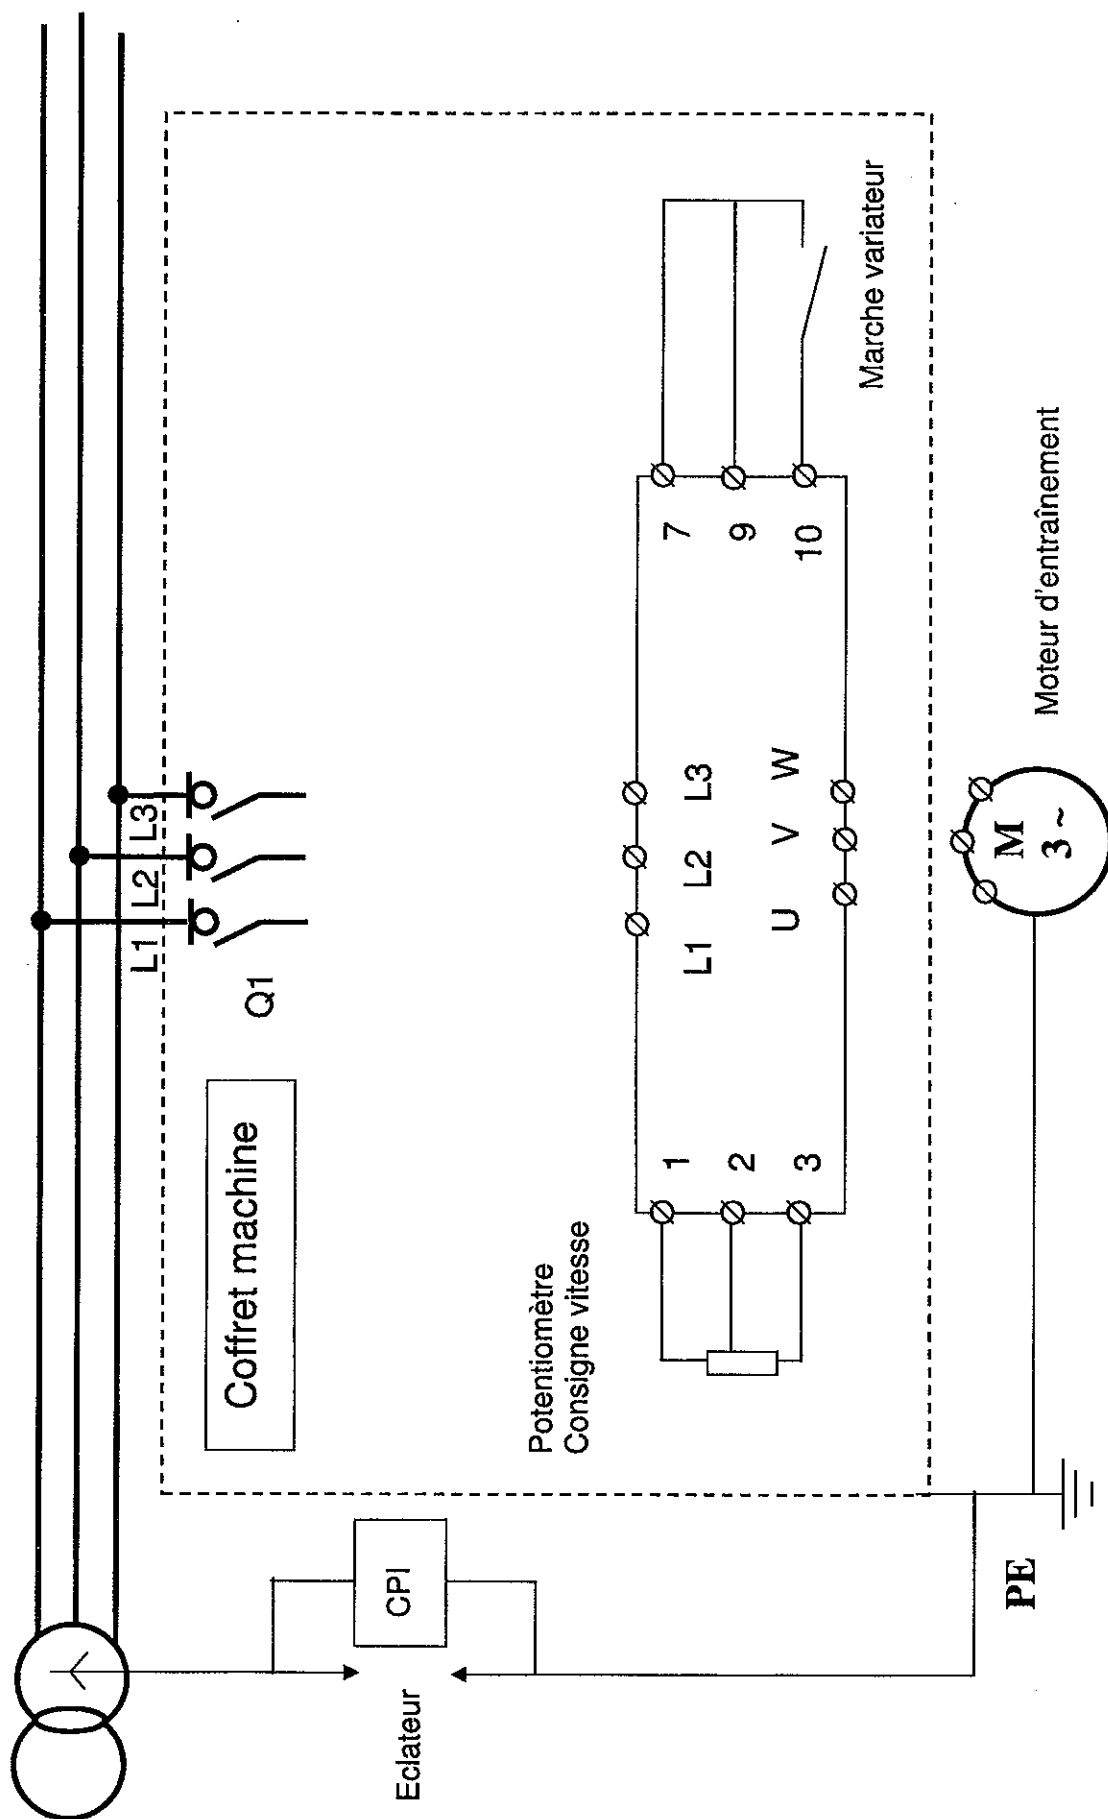 L1
L2
L3
Q1
Coffret machine
Potentiomètre
Consigne vitesse
1
2
3
L1
L2
L3
U
V
W
7
9
10
Marche variateur
CPI
Eclateur
PE
M
3 ~
Moteur d'entraînement